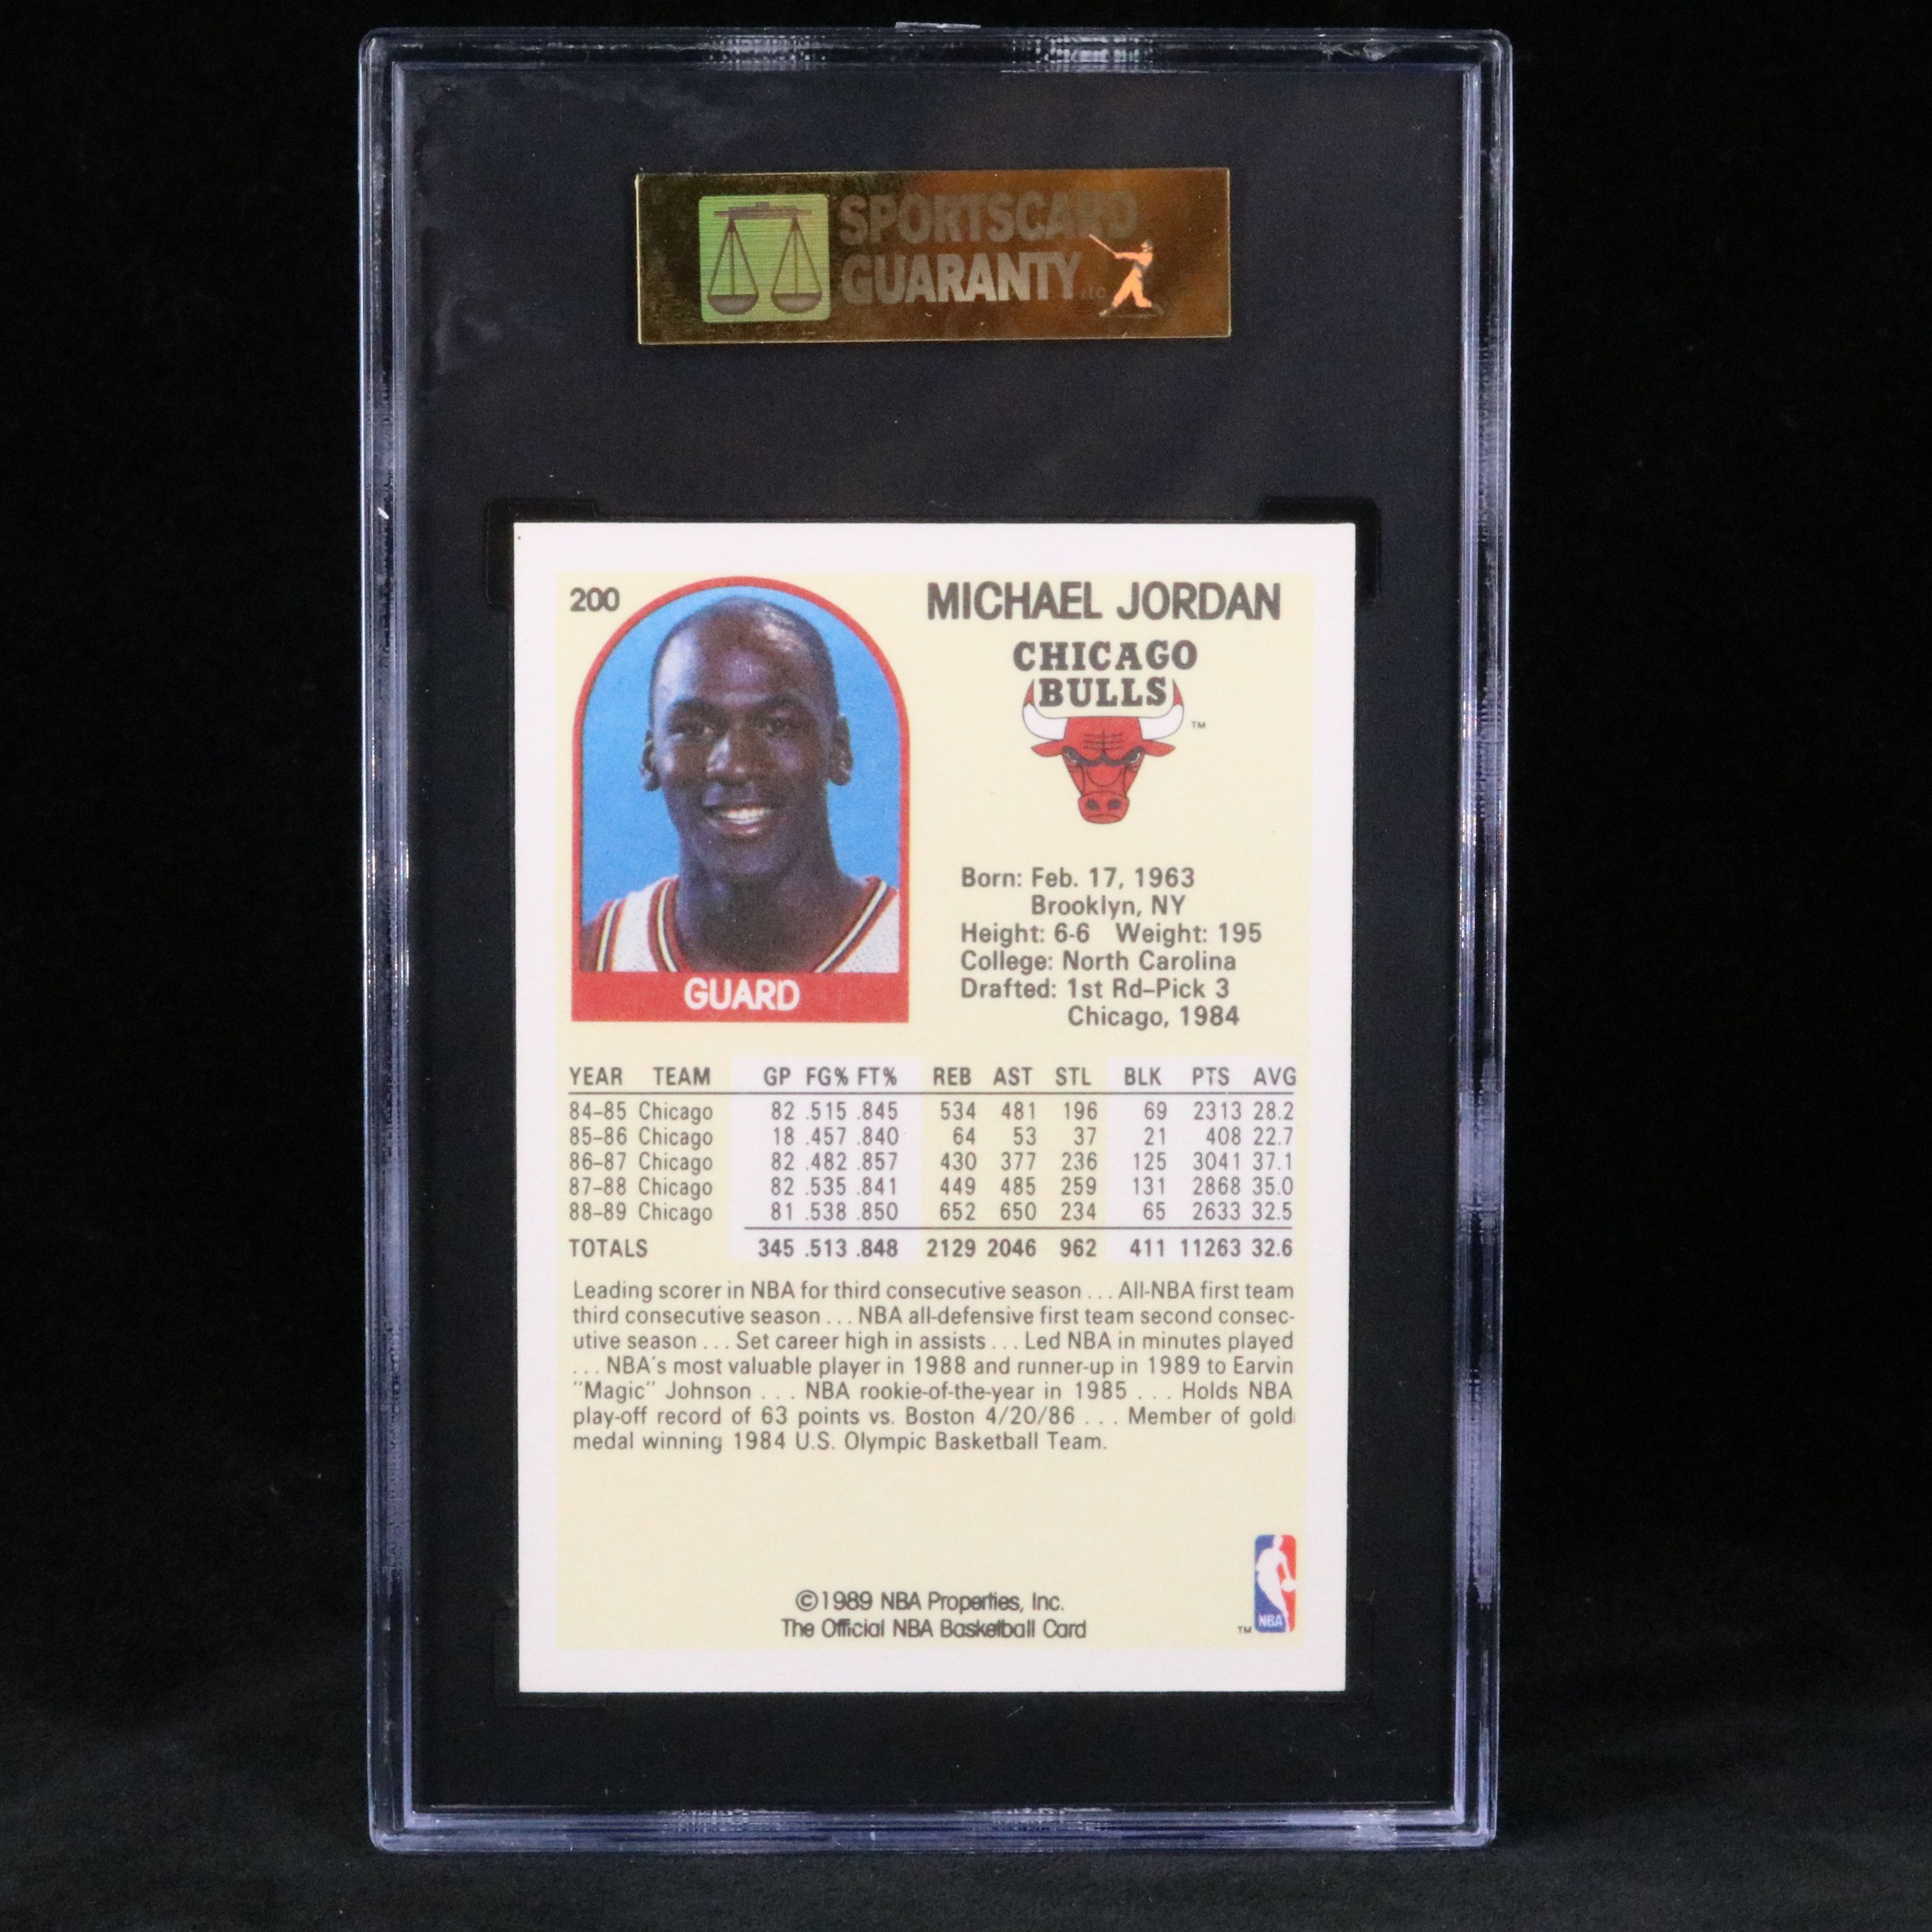 SPORTSCARD
GUARANTY LLC
200
MICHAEL JORDAN
CHICAGO
BULLS
TM
Born: Feb. 17, 1963
Brooklyn, NY
Height: 6-6 Weight: 195
College: North Carolina
Drafted: 1st Rd–Pick 3
Chicago, 1984
GUARD
YEAR TEAM GP FG% FT% REB AST STL BLK PTS AVG
84–85 Chicago 82 .515 .845 534 481 196 69 2313 28.2
85–86 Chicago 18 .457 .840 64 53 37 21 408 22.7
86–87 Chicago 82 .482 .857 430 377 236 125 3041 37.1
87–88 Chicago 82 .535 .841 449 485 259 131 2868 35.0
88–89 Chicago 81 .538 .850 652 650 234 65 2633 32.5
TOTALS 345 .513 .848 2129 2046 962 411 11263 32.6
Leading scorer in NBA for third consecutive season . . . All-NBA first team
third consecutive season . . . NBA all-defensive first team second consec-
utive season . . . Set career high in assists . . . Led NBA in minutes played
. . . NBA's most valuable player in 1988 and runner-up in 1989 to Earvin
"Magic" Johnson . . . NBA rookie-of-the-year in 1985 . . . Holds NBA
play-off record of 63 points vs. Boston 4/20/86 . . . Member of gold
medal winning 1984 U.S. Olympic Basketball Team.
©1989 NBA Properties, Inc.
The Official NBA Basketball Card
TM
NBA